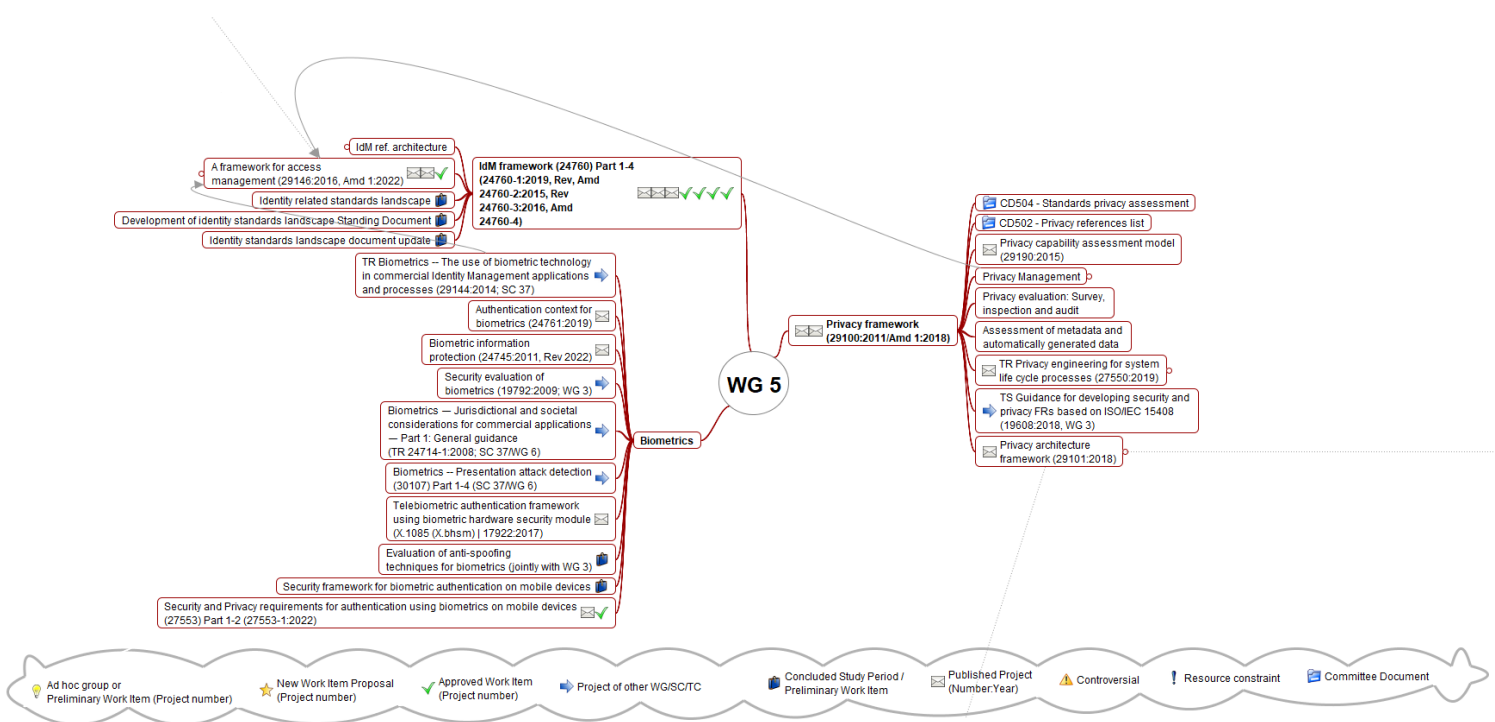 IdM ref. architecture
A framework for access
management (29146:2016, Amd 1:2022)
Identity related standards landscape
Development of identity standards landscape Standing Document
Identity standards landscape document update
IdM framework (24760) Part 1-4
(24760-1:2019, Rev, Amd
24760-2:2015, Rev
24760-3:2016, Amd
24760-4)
TR Biometrics -- The use of biometric technology
in commercial Identity Management applications
and processes (29144:2014; SC 37)
Authentication context for
biometrics (24761:2019)
Biometric information
protection (24745:2011, Rev 2022)
Security evaluation of
biometrics (19792:2009; WG 3)
Biometrics — Jurisdictional and societal
considerations for commercial applications
— Part 1: General guidance
(TR 24714-1:2008; SC 37/WG 6)
Biometrics -- Presentation attack detection
(30107) Part 1-4 (SC 37/WG 6)
Telebiometric authentication framework
using biometric hardware security module
(X.1085 (X.bhsm) | 17922:2017)
Evaluation of anti-spoofing
techniques for biometrics (jointly with WG 3)
Security framework for biometric authentication on mobile devices
Security and Privacy requirements for authentication using biometrics on mobile devices
(27553) Part 1-2 (27553-1:2022)
Biometrics
WG 5
Privacy framework
(29100:2011/Amd 1:2018)
CD504 - Standards privacy assessment
CD502 - Privacy references list
Privacy capability assessment model
(29190:2015)
Privacy Management
Privacy evaluation: Survey,
inspection and audit
Assessment of metadata and
automatically generated data
TR Privacy engineering for system
life cycle processes (27550:2019)
TS Guidance for developing security and
privacy FRs based on ISO/IEC 15408
(19608:2018, WG 3)
Privacy architecture
framework (29101:2018)
Ad hoc group or
Preliminary Work Item (Project number)
New Work Item Proposal
(Project number)
Approved Work Item
(Project number)
Project of other WG/SC/TC
Concluded Study Period /
Preliminary Work Item
Published Project
(Number:Year)
Controversial
Resource constraint
Committee Document